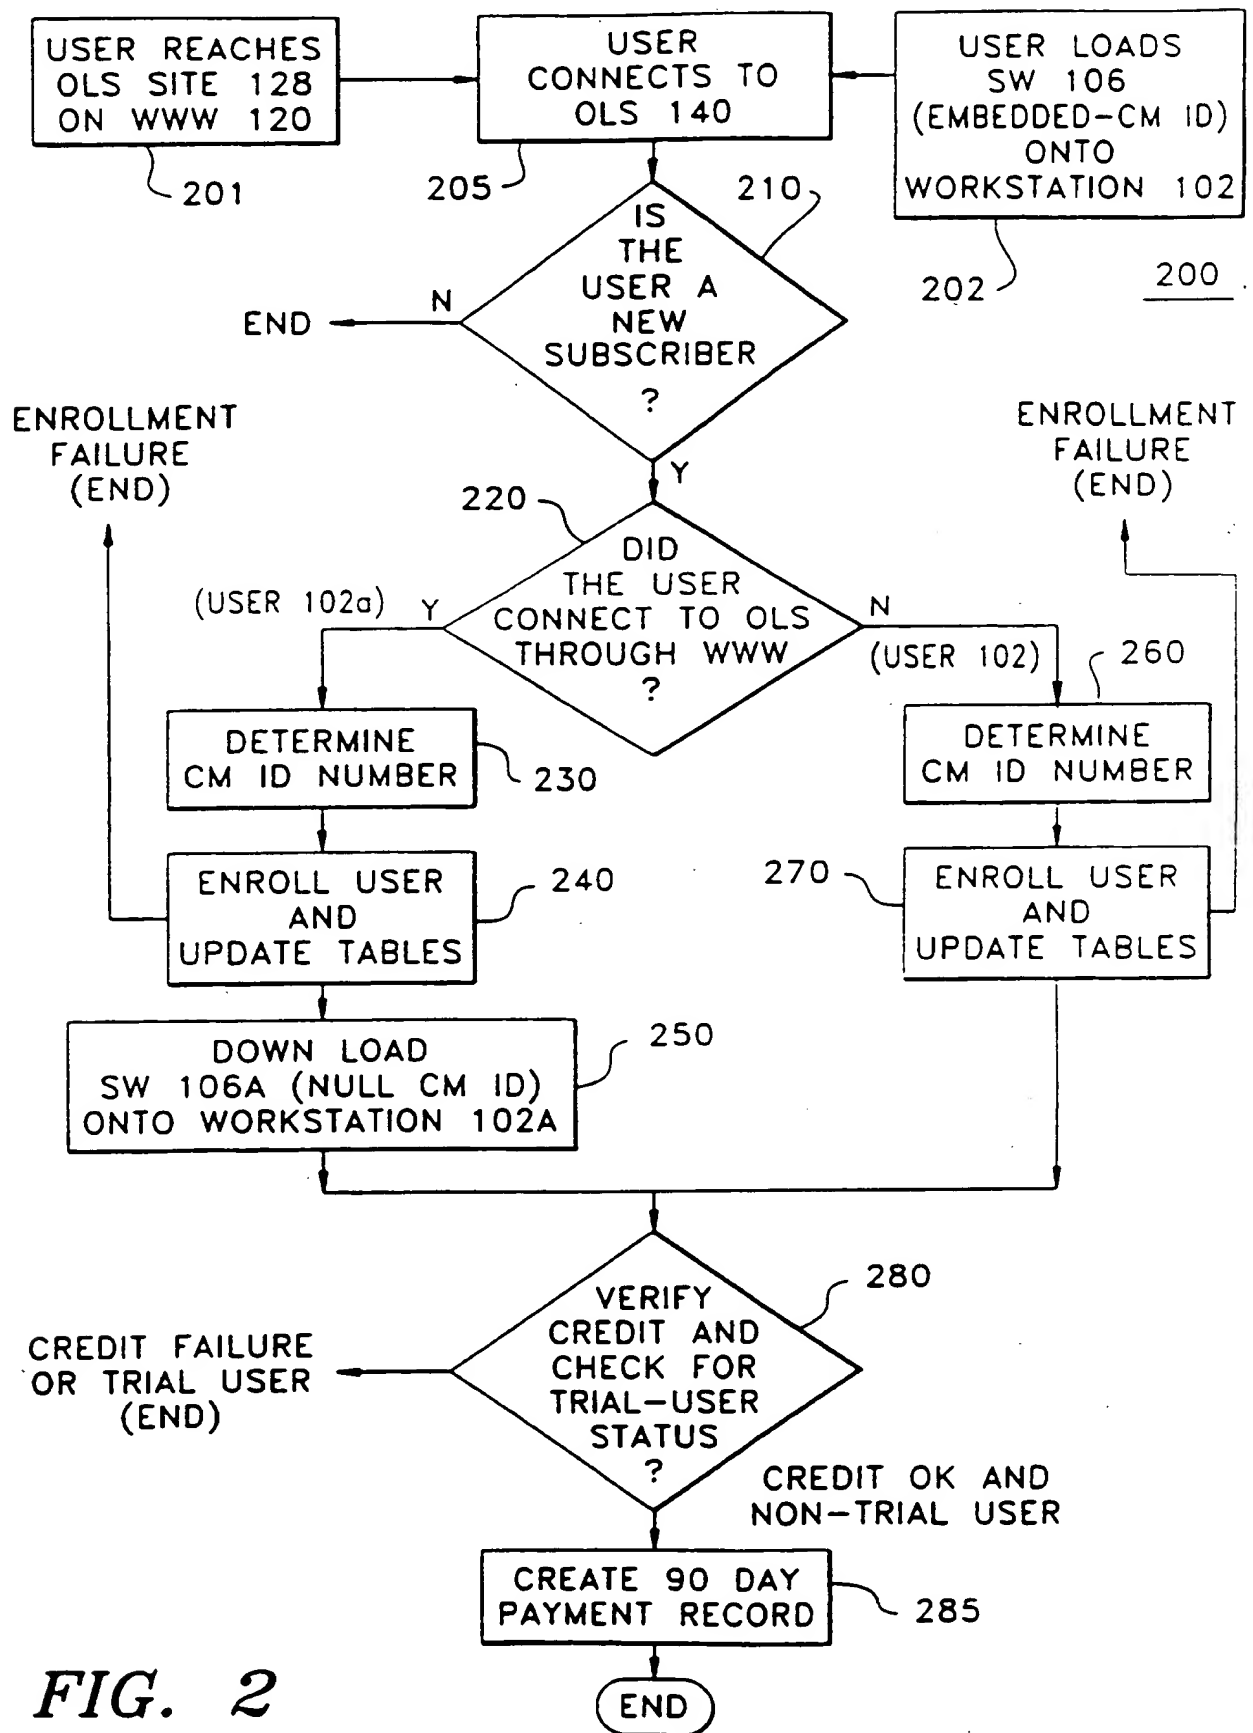 USER REACHES
OLS SITE 128
ON WWW 120
201
USER
CONNECTS TO
OLS 140
205
USER LOADS
SW 106
(EMBEDDED-CM ID)
ONTO
WORKSTATION 102
202
200
210
IS
THE
USER A
NEW
SUBSCRIBER
?
N
END
Y
ENROLLMENT
FAILURE
(END)
ENROLLMENT
FAILURE
(END)
220
DID
THE USER
CONNECT TO OLS
THROUGH WWW
?
(USER 102a)
Y
N
(USER 102)
DETERMINE
CM ID NUMBER
230
260
DETERMINE
CM ID NUMBER
ENROLL USER
AND
UPDATE TABLES
240
270
ENROLL USER
AND
UPDATE TABLES
DOWN LOAD
SW 106A (NULL CM ID)
ONTO WORKSTATION 102A
250
280
VERIFY
CREDIT AND
CHECK FOR
TRIAL-USER
STATUS
?
CREDIT FAILURE
OR TRIAL USER
(END)
CREDIT OK AND
NON-TRIAL USER
CREATE 90 DAY
PAYMENT RECORD
285
END
FIG. 2